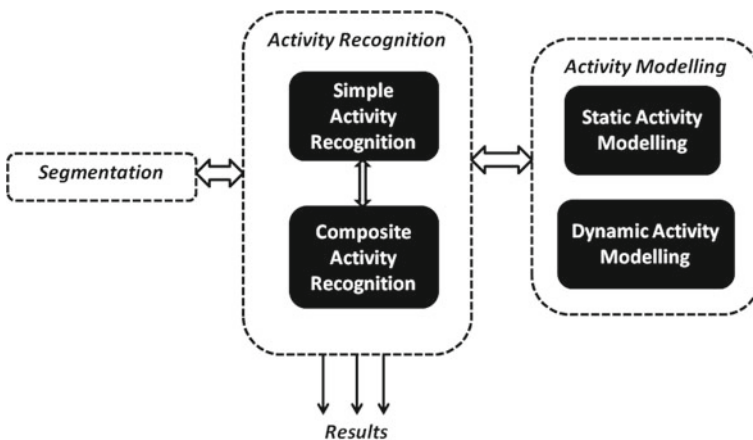 Segmentation
Activity Recognition
Simple
Activity
Recognition
Composite
Activity
Recognition
Results
Activity Modelling
Static Activity
Modelling
Dynamic Activity
Modelling